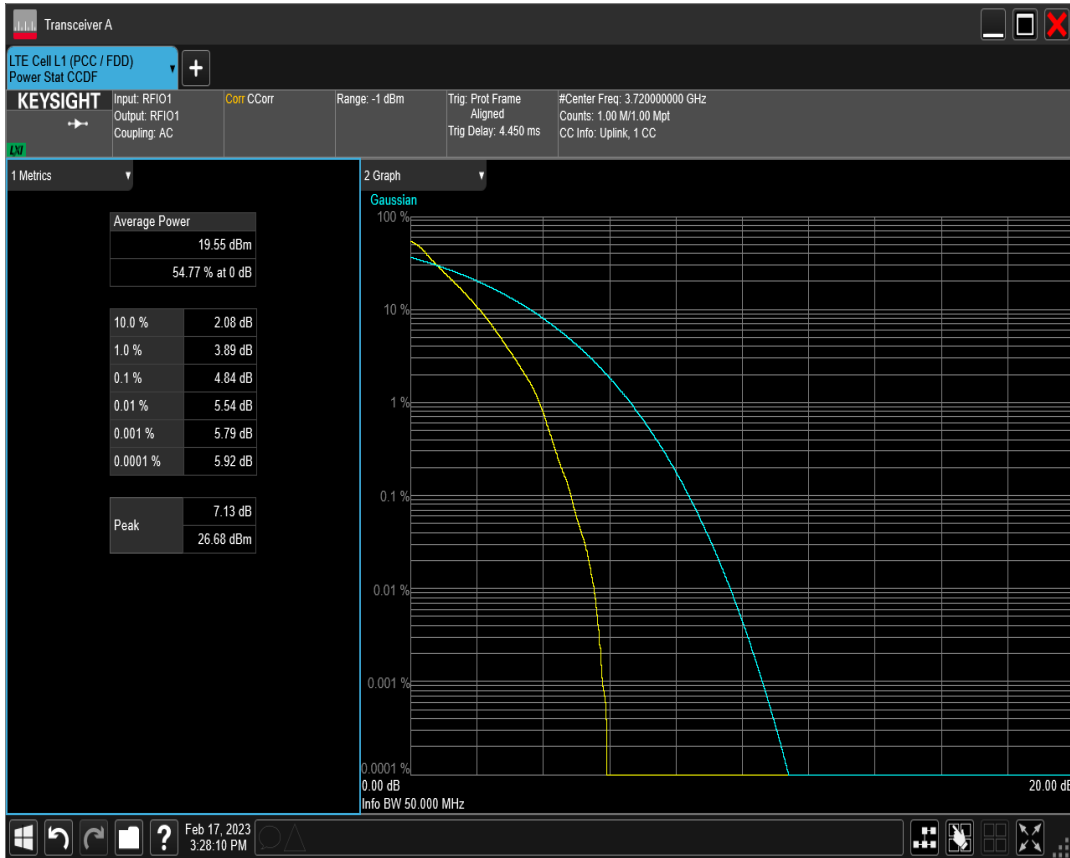 Transceiver A
LTE Cell L1 (PCC / FDD)
Power Stat CCDF
KEYSIGHT
LXI
Input: RFIO1
Output: RFIO1
Coupling: AC
Corr CCorr
Range: -1 dBm
Trig: Prot Frame
Aligned
Trig Delay: 4.450 ms
#Center Freq: 3.720000000 GHz
Counts: 1.00 M/1.00 Mpt
CC Info: Uplink, 1 CC
1 Metrics
Average Power
19.55 dBm
54.77 % at 0 dB
10.0 % 2.08 dB
1.0 % 3.89 dB
0.1 % 4.84 dB
0.01 % 5.54 dB
0.001 % 5.79 dB
0.0001 % 5.92 dB
Peak 7.13 dB
26.68 dBm
2 Graph
Gaussian
100 %
10 %
1 %
0.1 %
0.01 %
0.001 %
0.0001 %
0.00 dB 20.00 dB
Info BW 50.000 MHz
?
Feb 17, 2023
3:28:10 PM